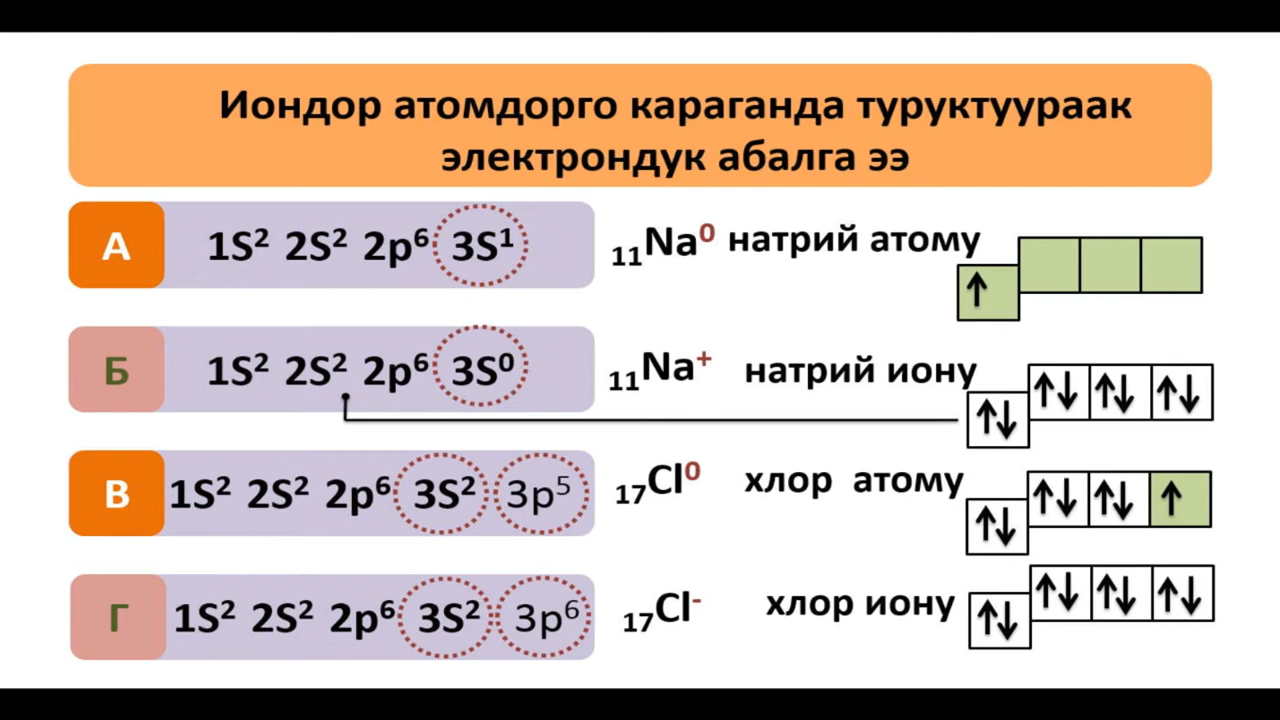 Иондор атомдорго караганда туруктуураак
электрондук абалга ээ
А 1S² 2S² 2p⁶ 3S¹ ₁₁Na⁰ натрий атому
Б 1S² 2S² 2p⁶ 3S⁰ ₁₁Na⁺ натрий иону
В 1S² 2S² 2p⁶ 3S² 3p⁵ ₁₇Cl⁰ хлор атому
Г 1S² 2S² 2p⁶ 3S² 3p⁶ ₁₇Cl⁻ хлор иону